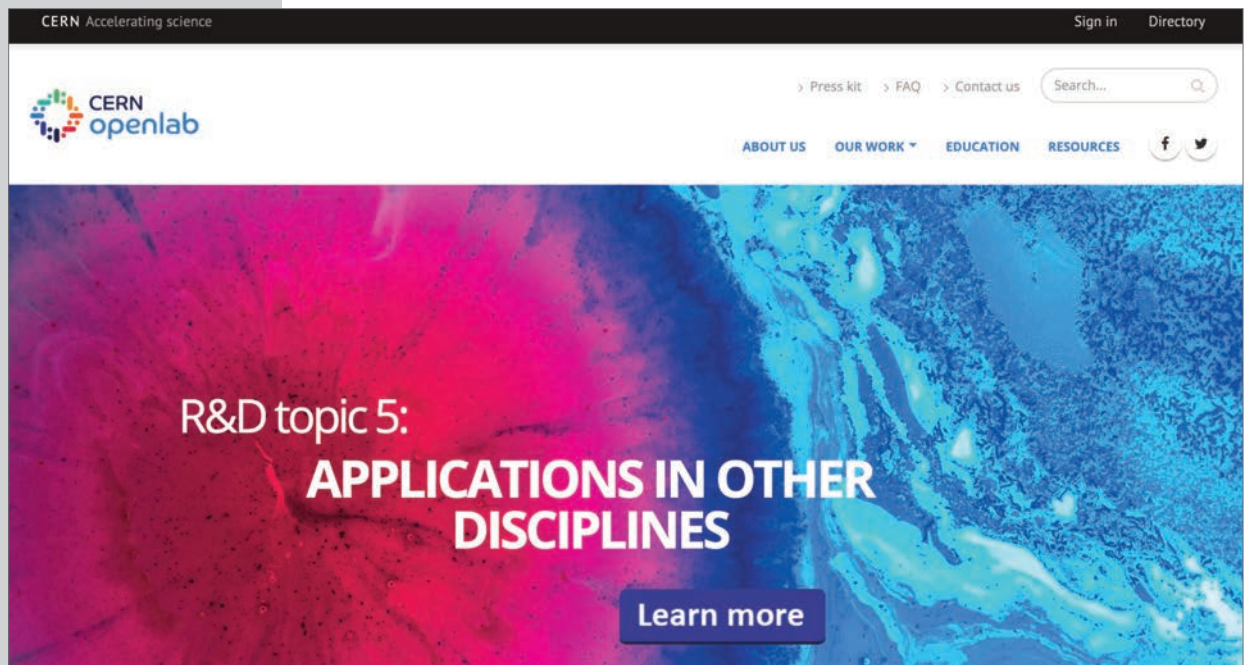 CERN Accelerating science
Sign in Directory
CERN
openlab
> Press kit > FAQ > Contact us Search...
ABOUT US OUR WORK EDUCATION RESOURCES
R&D topic 5:
APPLICATIONS IN OTHER
DISCIPLINES
Learn more